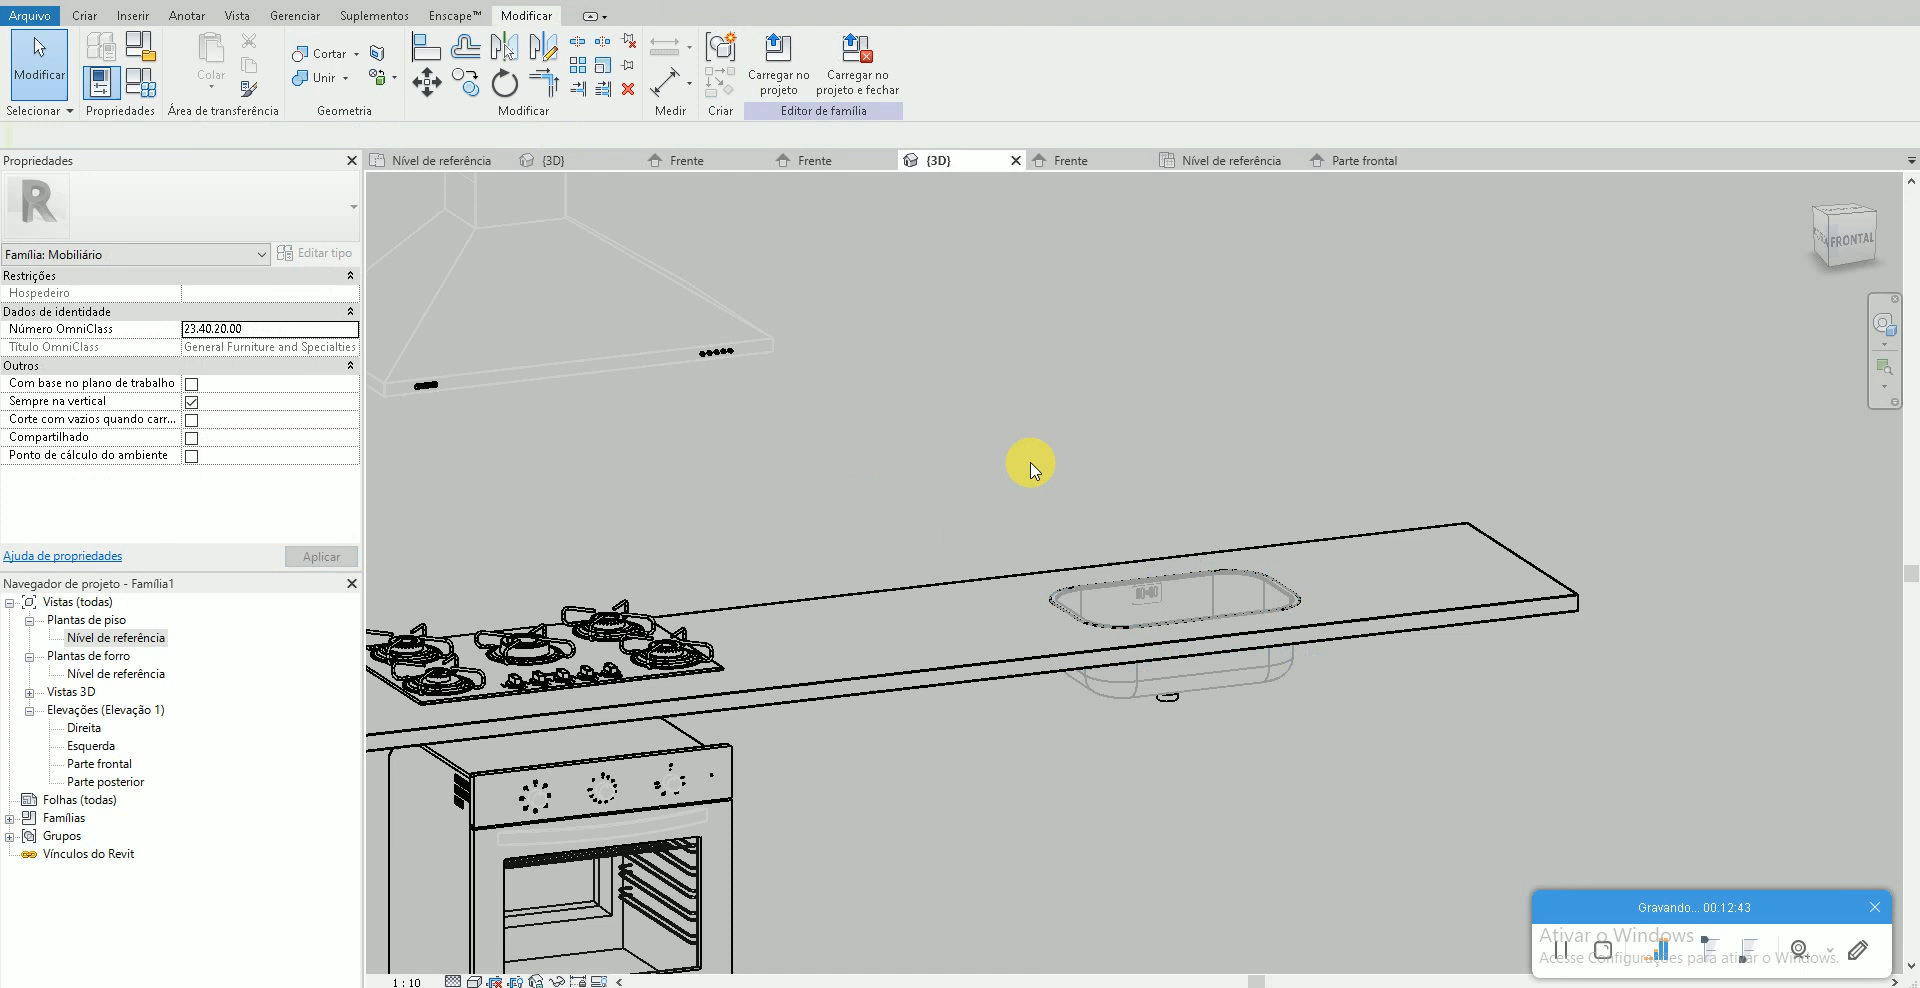 Arquivo Criar Inserir Anotar Vista Gerenciar Suplementos Enscape™ Modificar
Modificar
Colar
Cortar
Unir
Carregar no projeto
Carregar no projeto e fechar
Selecionar Propriedades Área de transferência Geometria Modificar Medir Criar Editor de família
Propriedades
Nível de referência {3D} Frente Frente {3D} Frente Nível de referência Parte frontal
R
Família: Mobiliário
Editar tipo
Restrições
Hospedeiro
Dados de identidade
Número OmniClass 23.40.20.00
Título OmniClass General Furniture and Specialties
Outros
Com base no plano de trabalho
Sempre na vertical
Corte com vazios quando carr...
Compartilhado
Ponto de cálculo do ambiente
Ajuda de propriedades
Aplicar
Navegador de projeto - Família1
Vistas (todas)
Plantas de piso
Nível de referência
Plantas de forro
Nível de referência
Vistas 3D
Elevações (Elevação 1)
Direita
Esquerda
Parte frontal
Parte posterior
Folhas (todas)
Famílias
Grupos
Vínculos do Revit
FRONTAL
Gravando... 00:12:43
Ativar o Windows
Acesse Configurações para ativar o Windows.
1 : 10